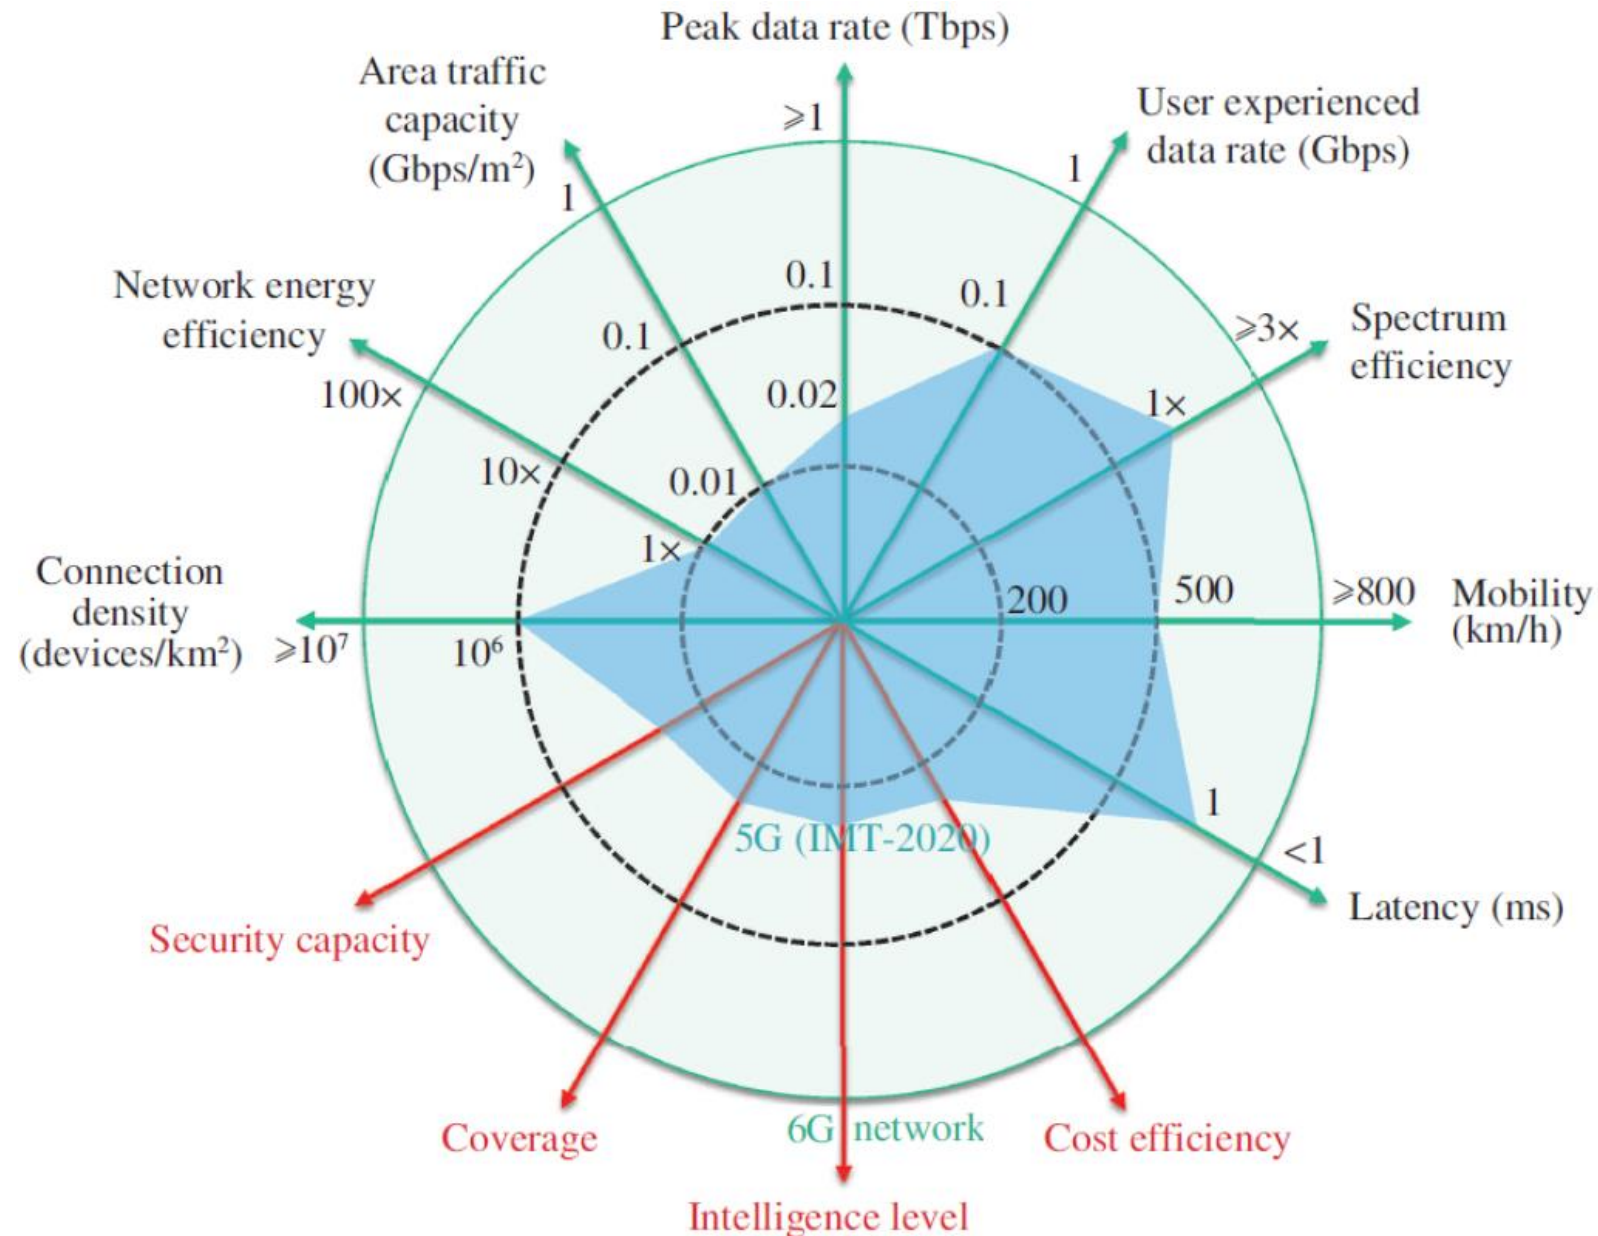 Peak data rate (Tbps)
Area traffic
capacity
(Gbps/m²)
User experienced
data rate (Gbps)
⩾1
1
1
Network energy
efficiency
0.1
0.1
0.1
⩾3×
Spectrum
efficiency
100×
0.02
1×
10×
0.01
1×
Connection
density
(devices/km²)
⩾10⁷
10⁶
200
500
⩾800
Mobility
(km/h)
1
5G (IMT-2020)
<1
Latency (ms)
Security capacity
Coverage
6G network
Cost efficiency
Intelligence level